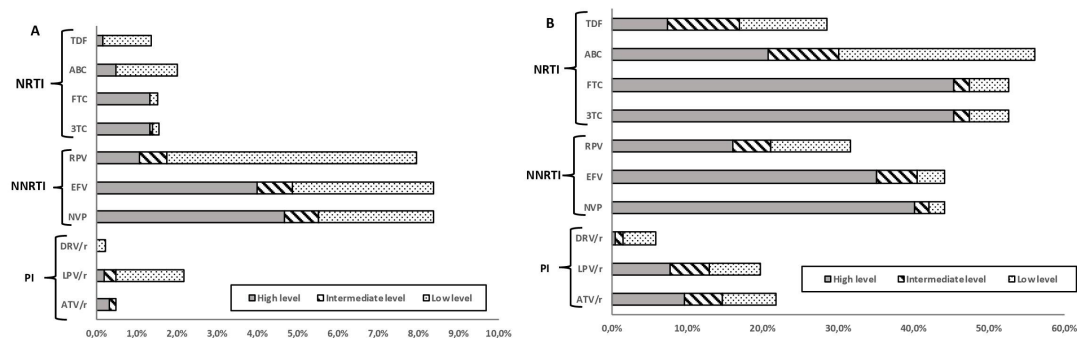 A
NRTI
TDF
ABC
FTC
3TC
NNRTI
RPV
EFV
NVP
PI
DRV/r
LPV/r
ATV/r
High level Intermediate level Low level
0,0% 1,0% 2,0% 3,0% 4,0% 5,0% 6,0% 7,0% 8,0% 9,0% 10,0%
B
NRTI
TDF
ABC
FTC
3TC
NNRTI
RPV
EFV
NVP
PI
DRV/r
LPV/r
ATV/r
High level Intermediate level Low level
0,0% 10,0% 20,0% 30,0% 40,0% 50,0% 60,0%